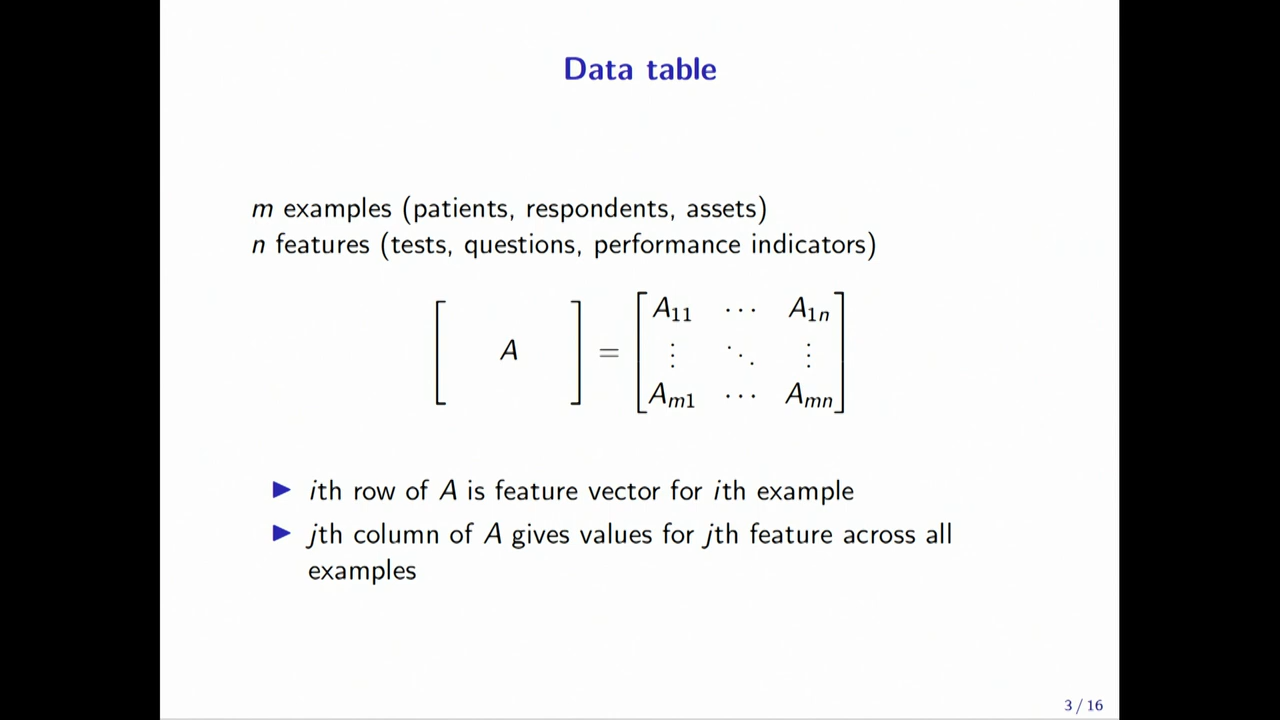 Data table
m examples (patients, respondents, assets)
n features (tests, questions, performance indicators)
[ A ] = [ A11 ⋯ A1n
⋮ ⋱ ⋮
Am1 ⋯ Amn ]
▶ ith row of A is feature vector for ith example
▶ jth column of A gives values for jth feature across all
examples
3 / 16